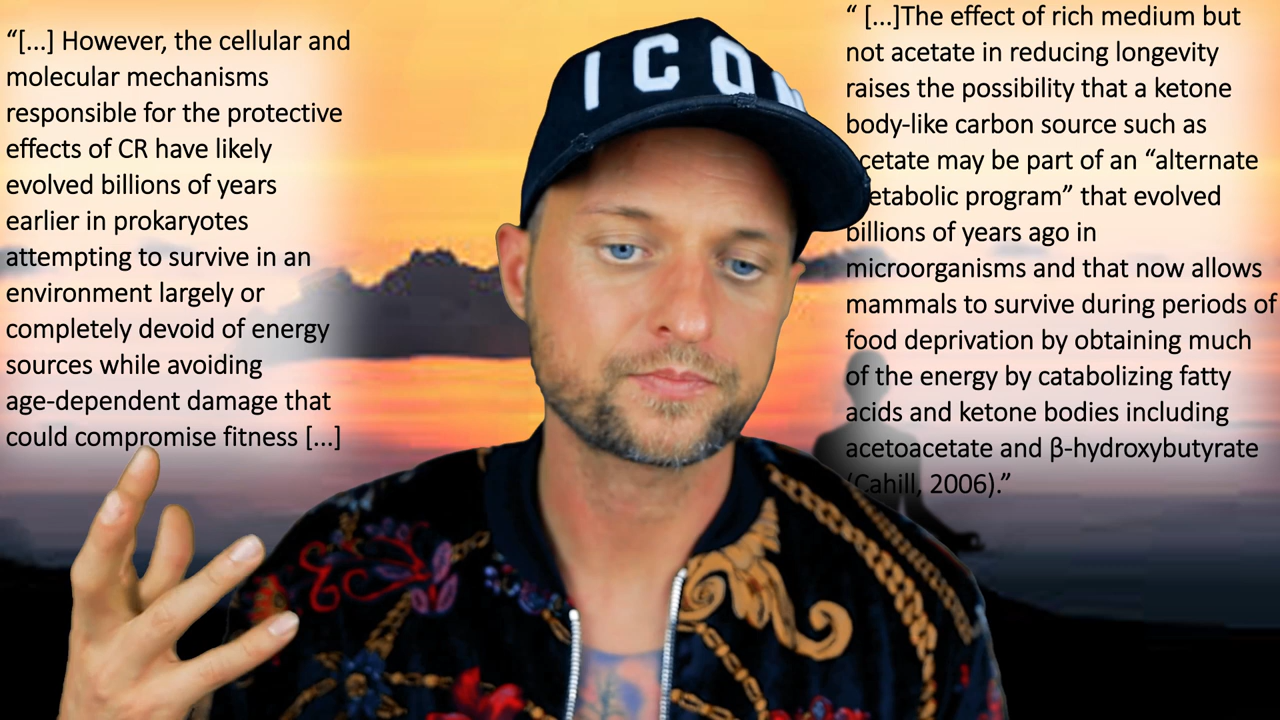 “[...] However, the cellular and
molecular mechanisms
responsible for the protective
effects of CR have likely
evolved billions of years
earlier in prokaryotes
attempting to survive in an
environment largely or
completely devoid of energy
sources while avoiding
age-dependent damage that
could compromise fitness [...]
ICON
“ [...]The effect of rich medium but
not acetate in reducing longevity
raises the possibility that a ketone
body-like carbon source such as
acetate may be part of an “alternate
metabolic program” that evolved
billions of years ago in
microorganisms and that now allows
mammals to survive during periods of
food deprivation by obtaining much
of the energy by catabolizing fatty
acids and ketone bodies including
acetoacetate and β-hydroxybutyrate
(Cahill, 2006).”